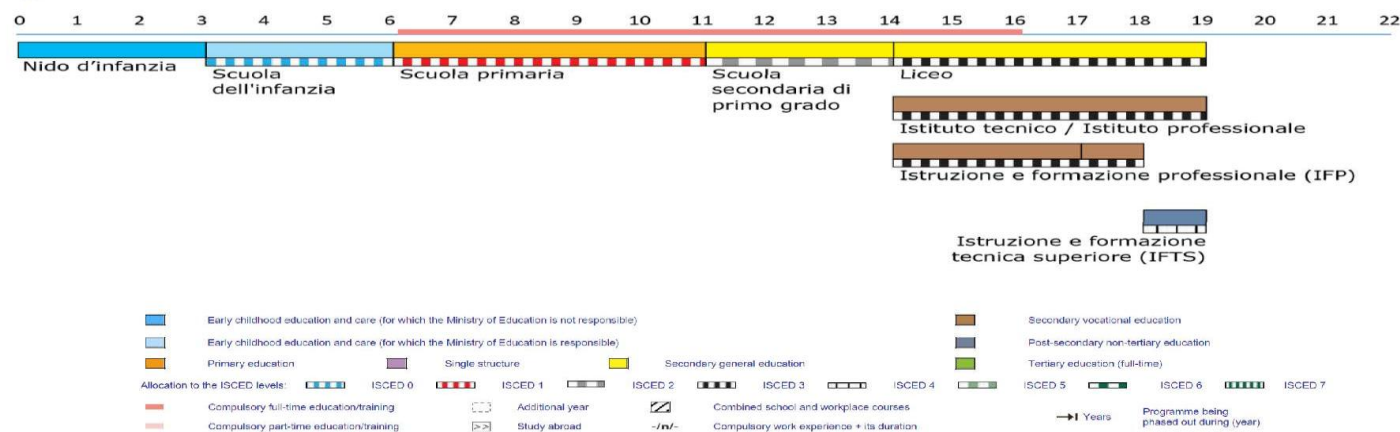 0 1 2 3 4 5 6 7 8 9 10 11 12 13 14 15 16 17 18 19 20 21 22
Nido d'infanzia
Scuola
dell'infanzia
Scuola primaria
Scuola
secondaria di
primo grado
Liceo
Istituto tecnico / Istituto professionale
Istruzione e formazione professionale (IFP)
Istruzione e formazione
tecnica superiore (IFTS)
Early childhood education and care (for which the Ministry of Education is not responsible)
Secondary vocational education
Early childhood education and care (for which the Ministry of Education is responsible)
Post-secondary non-tertiary education
Primary education
Single structure
Secondary general education
Tertiary education (full-time)
Allocation to the ISCED levels: ISCED 0 ISCED 1 ISCED 2 ISCED 3 ISCED 4 ISCED 5 ISCED 6 ISCED 7
Compulsory full-time education/training
Additional year
Combined school and workplace courses
Years
Programme being
phased out during (year)
Compulsory part-time education/training
>> Study abroad
-/n/- Compulsory work experience + its duration